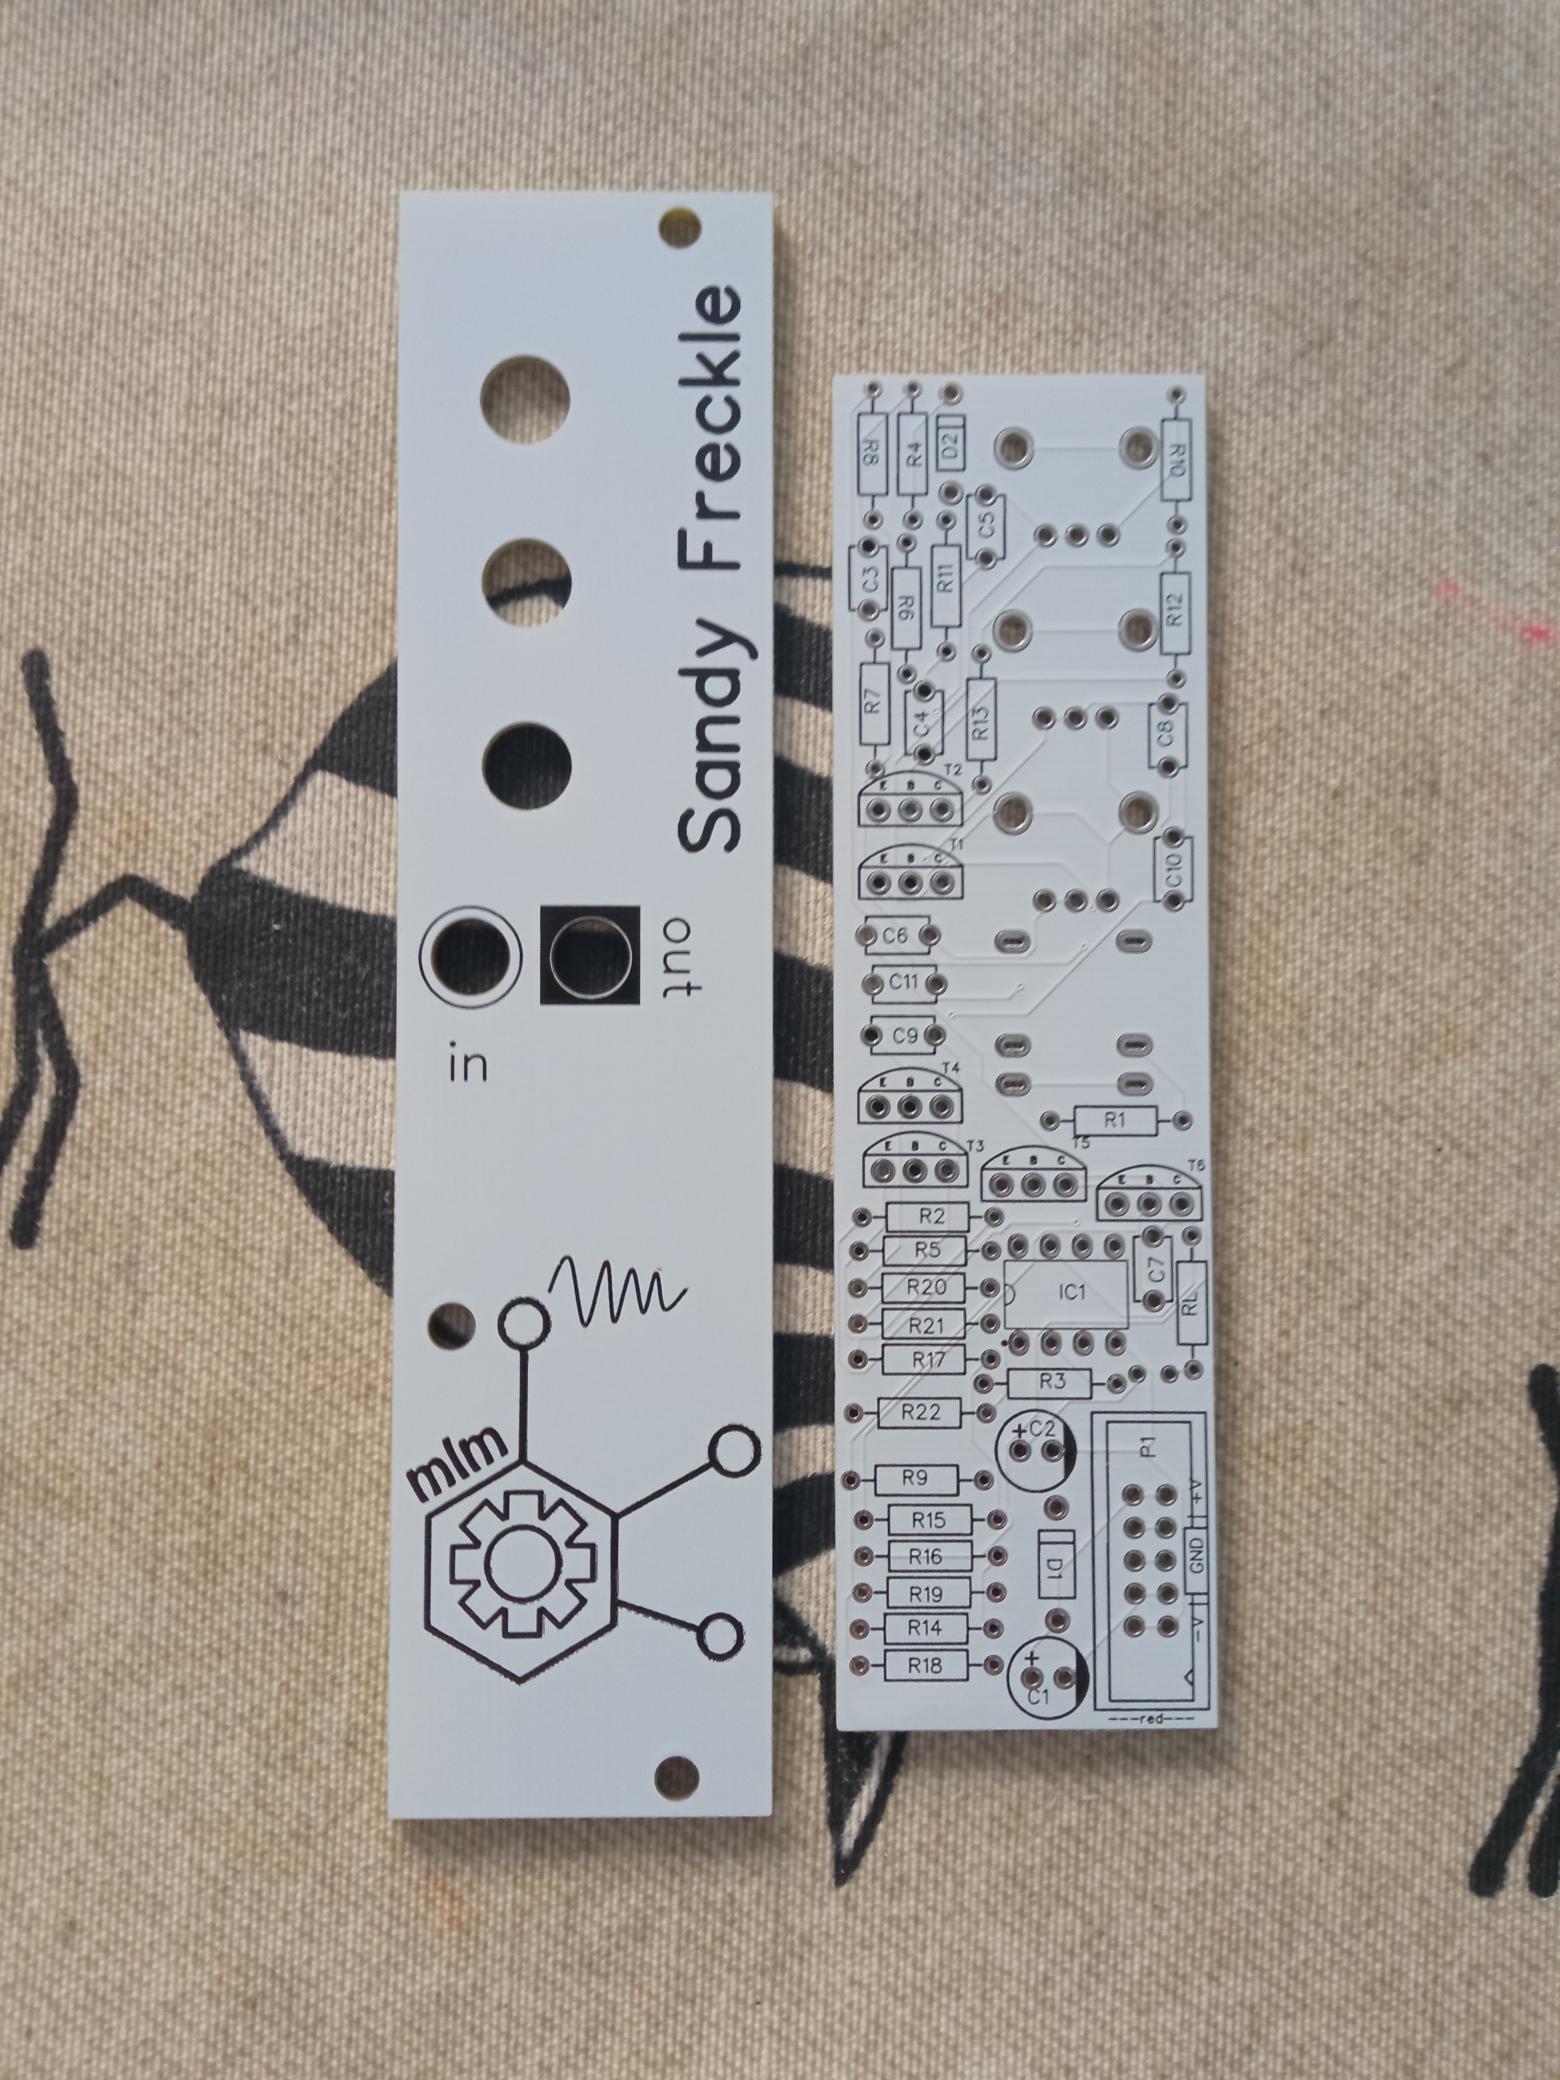 Sandy Freckle
in
out
mlm
R8
R4
D2
R10
C5
C3
R6
R11
R12
R7
C4
R13
C8
T2
E B C
T1
E B C
C10
C6
C11
C9
T4
E B C
R1
T3
E B C
T5
E B C
T6
E B C
R2
R5
R20
R21
R17
IC1
C7
RL
R3
R22
+
C2
P1
R9
+V
R15
R16
GND
D1
R19
R14
-V
R18
+
C1
---red---